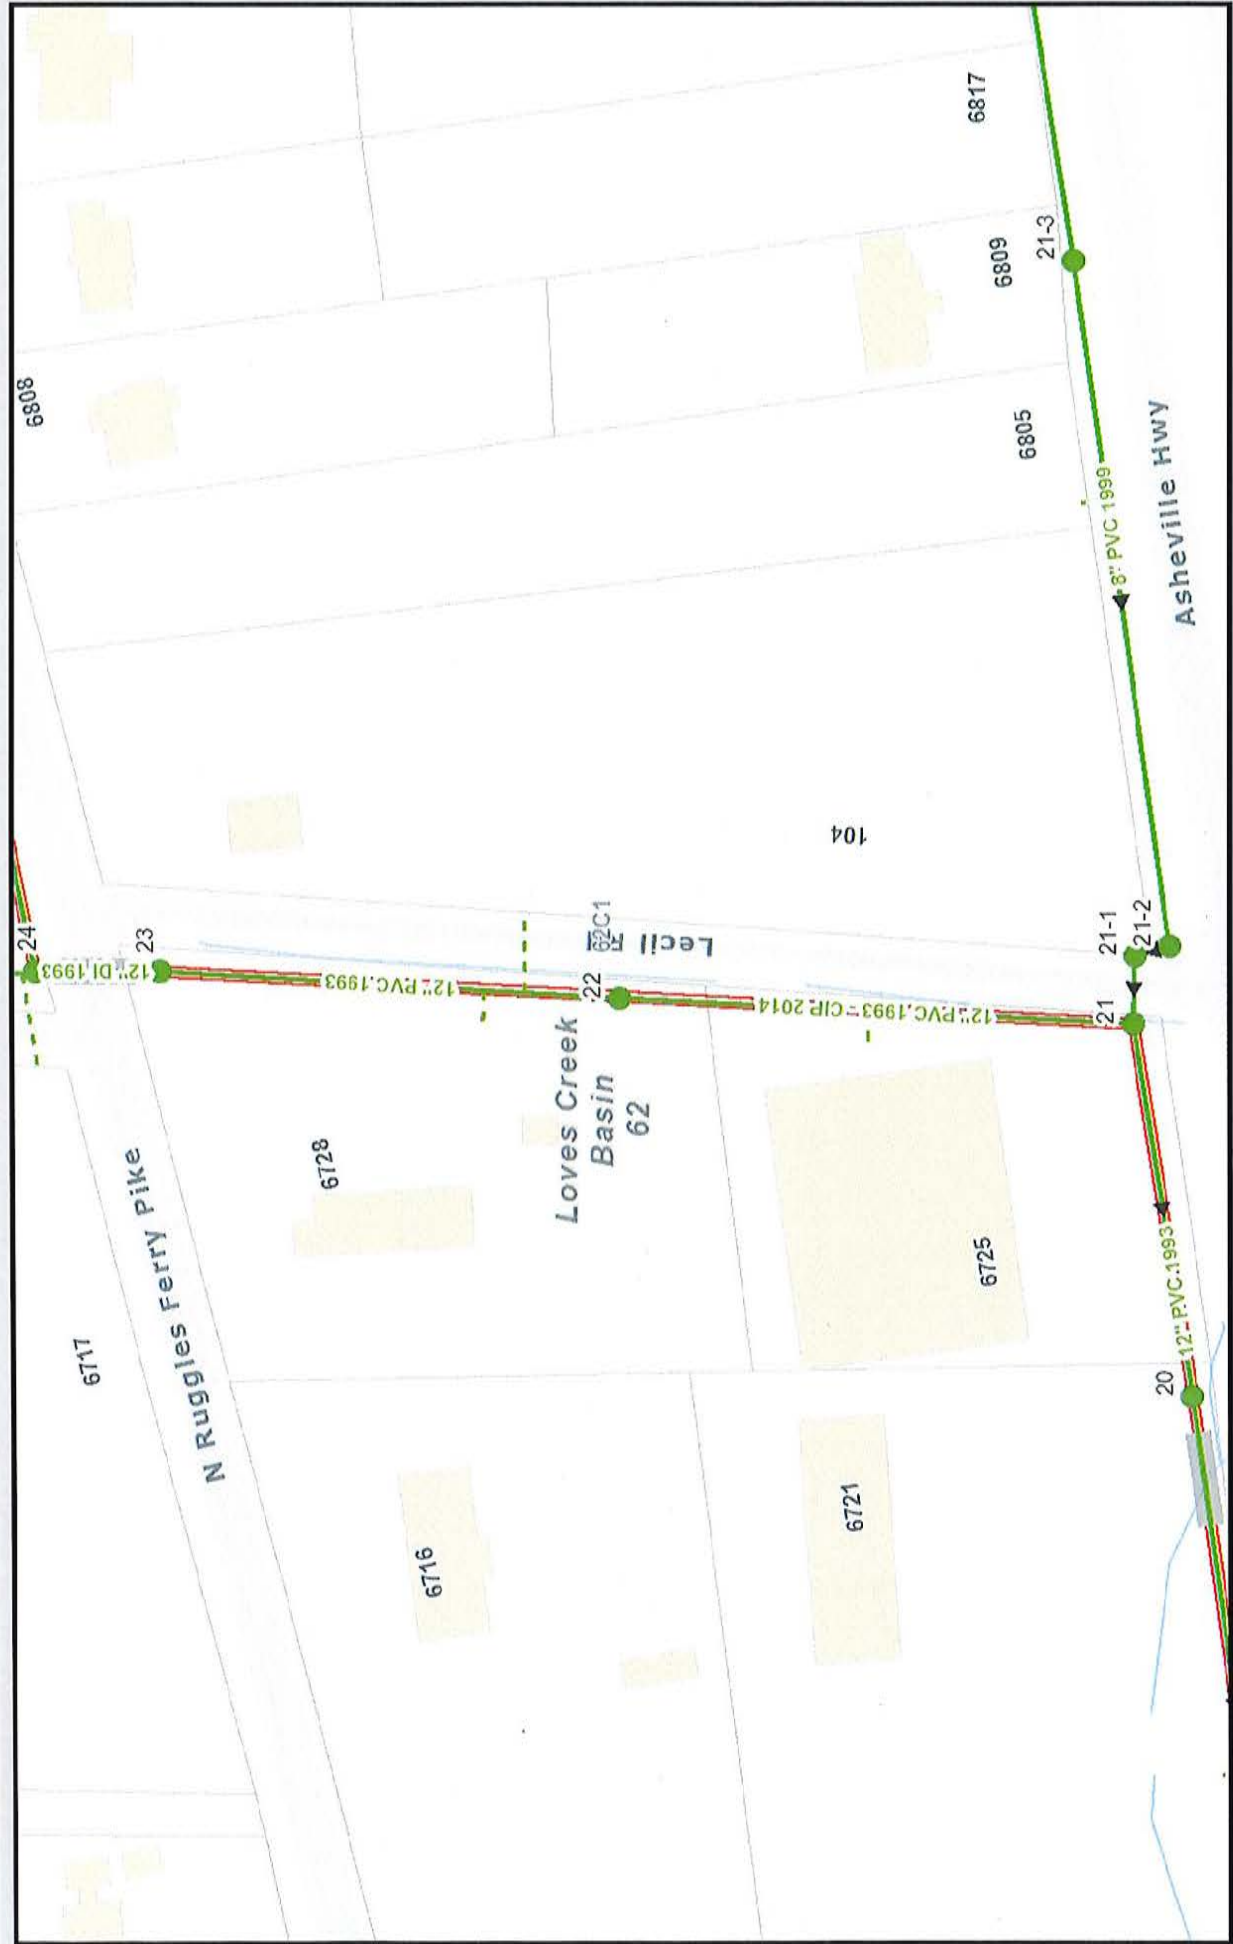 24
12" DI.1993
23
12" PVC.1993
22
62C1
Lecil
12" PVC.1993 - CIP 2014
21
21-1
21-2
8" PVC 1999
21-3
12" PVC.1993
20
N Ruggles Ferry Pike
Asheville Hwy
Loves Creek
Basin
62
6717
6728
6716
6721
6725
104
6808
6805
6809
6817